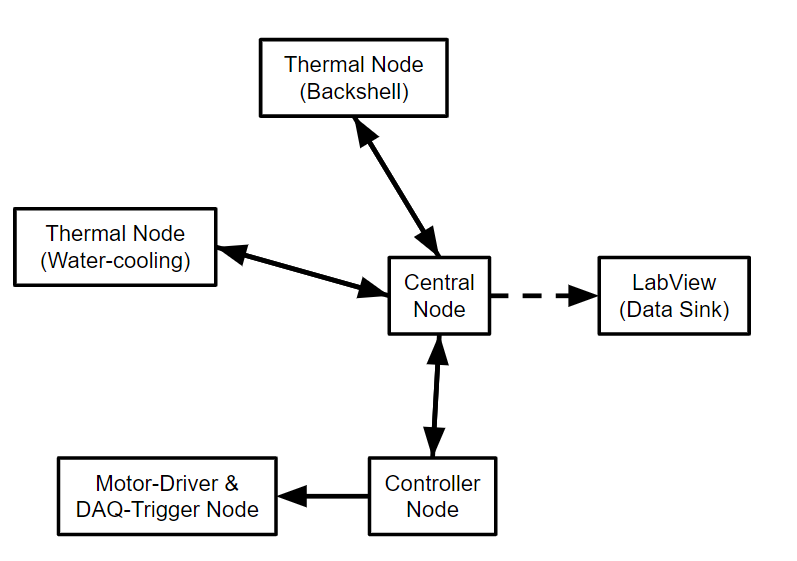 Thermal Node
(Backshell)
Thermal Node
(Water-cooling)
Central
Node
LabView
(Data Sink)
Motor-Driver &
DAQ-Trigger Node
Controller
Node